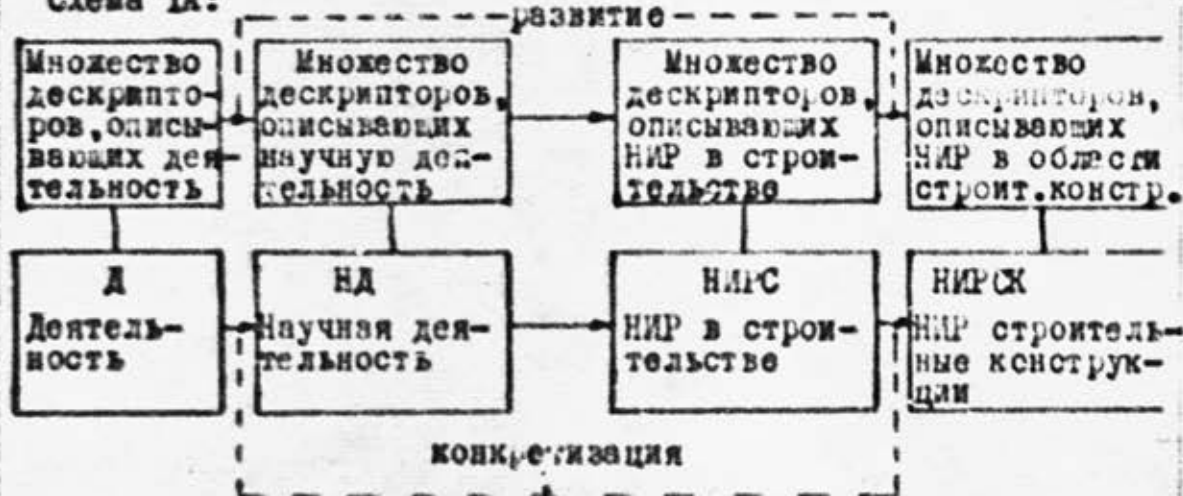 Схема IX.
развитие
Множество
дескрипто-
ров, описы-
вающих дея-
тельность
Множество
дескрипторов,
описывающих
научную дея-
тельность
Множество
дескрипторов,
описывающих
НИР в строи-
тельстве
Множество
дескрипторов,
описывающих
НИР в области
строит.констр.
Д
Деятель-
ность
НД
Научная дея-
тельность
НИРС
НИР в строи-
тельстве
НИРСК
НИР строитель-
ные конструк-
ции
конкретизация